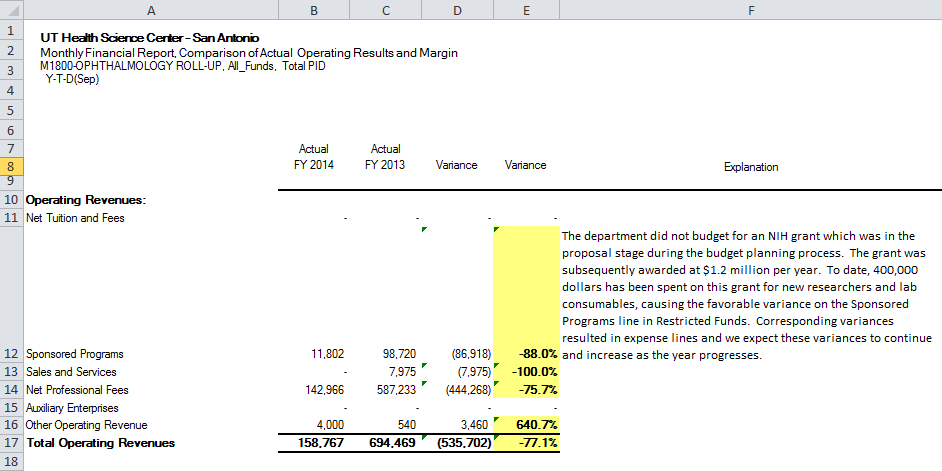 A B C D E F
1
2
3
4
5
6
7
8
9
10
11
12
13
14
15
16
17
18
UT Health Science Center - San Antonio
Monthly Financial Report, Comparison of Actual Operating Results and Margin
M1800-OPHTHALMOLOGY ROLL-UP, All_Funds, Total PID
Y-T-D(Sep)
Actual Actual
FY 2014 FY 2013 Variance Variance Explanation
Operating Revenues:
Net Tuition and Fees - - - -
The department did not budget for an NIH grant which was in the
proposal stage during the budget planning process. The grant was
subsequently awarded at $1.2 million per year. To date, 400,000
dollars has been spent on this grant for new researchers and lab
consumables, causing the favorable variance on the Sponsored
Programs line in Restricted Funds. Corresponding variances
resulted in expense lines and we expect these variances to continue
and increase as the year progresses.
Sponsored Programs 11,802 98,720 (86,918) -88.0%
Sales and Services - 7,975 (7,975) -100.0%
Net Professional Fees 142,966 587,233 (444,268) -75.7%
Auxiliary Enterprises - - - -
Other Operating Revenue 4,000 540 3,460 640.7%
Total Operating Revenues 158,767 694,469 (535,702) -77.1%